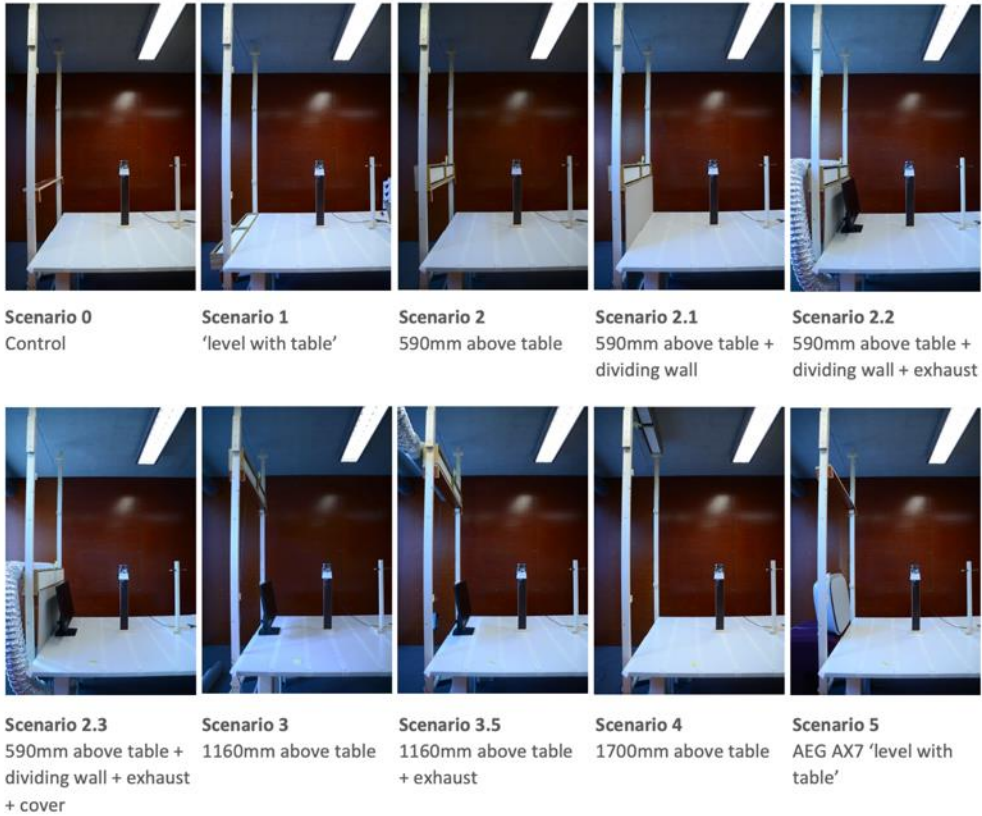 Scenario 0
Control
Scenario 1
‘level with table’
Scenario 2
590mm above table
Scenario 2.1
590mm above table +
dividing wall
Scenario 2.2
590mm above table +
dividing wall + exhaust
Scenario 2.3
590mm above table +
dividing wall + exhaust
+ cover
Scenario 3
1160mm above table
Scenario 3.5
1160mm above table
+ exhaust
Scenario 4
1700mm above table
Scenario 5
AEG AX7 ‘level with
table’